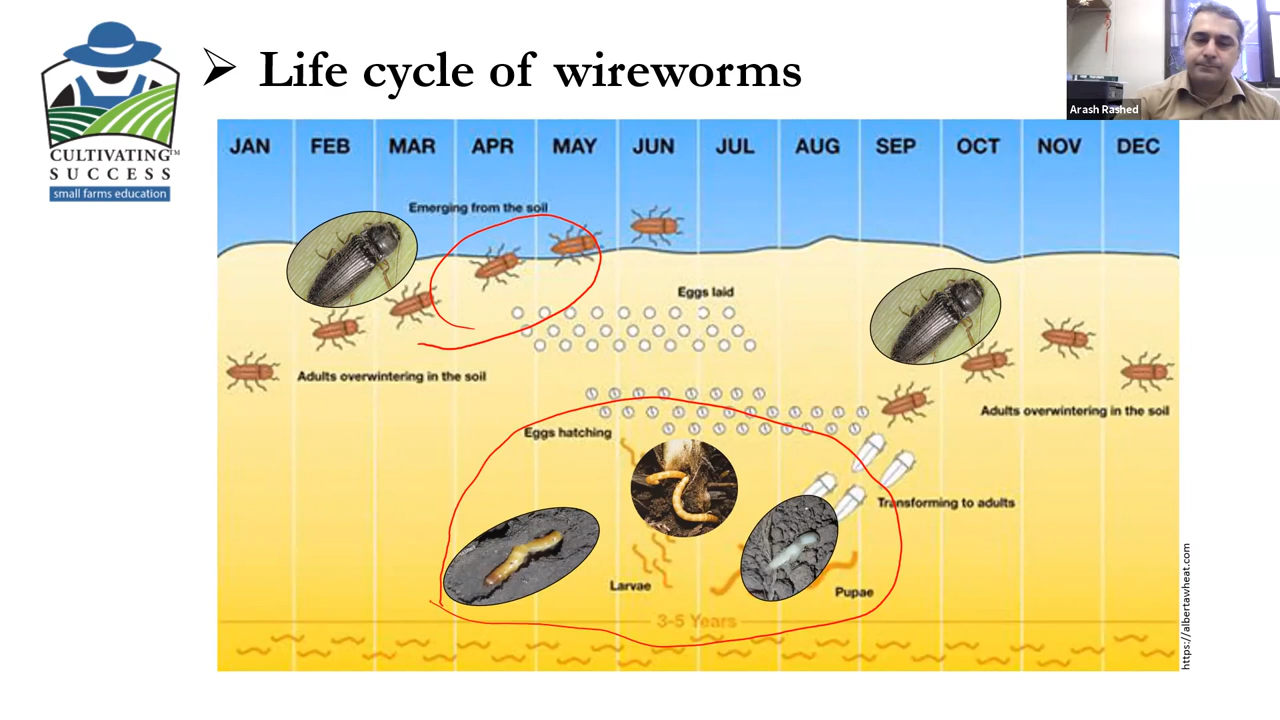 ➢ Life cycle of wireworms
Arash Rashed
CULTIVATING™
SUCCESS
small farms education
JAN FEB MAR APR MAY JUN JUL AUG SEP OCT NOV DEC
Emerging from the soil
Eggs laid
Adults overwintering in the soil
Adults overwintering in the soil
Eggs hatching
Transforming to adults
Larvae
Pupae
3-5 Years
https://albertawheat.com